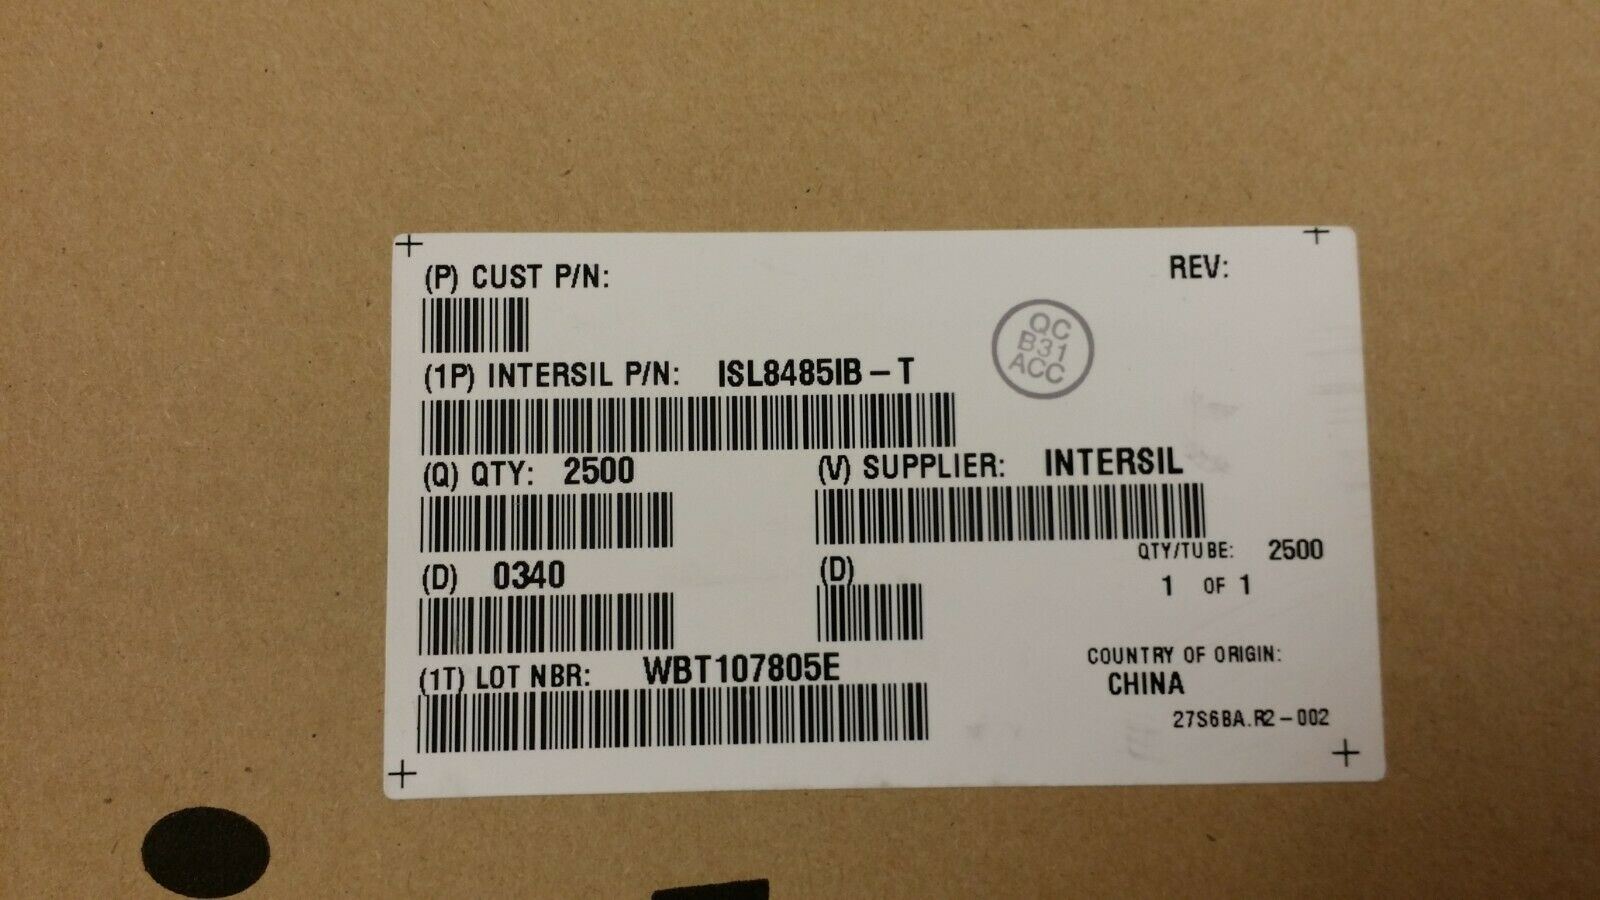 (P) CUST P/N:
REV:
QC
B31
ACC
(1P) INTERSIL P/N: ISL8485IB-T
(Q) QTY: 2500
(V) SUPPLIER: INTERSIL
QTY/TUBE: 2500
(D) 0340
(D)
1 OF 1
(1T) LOT NBR: WBT107805E
COUNTRY OF ORIGIN:
CHINA
27S6BA.R2-002